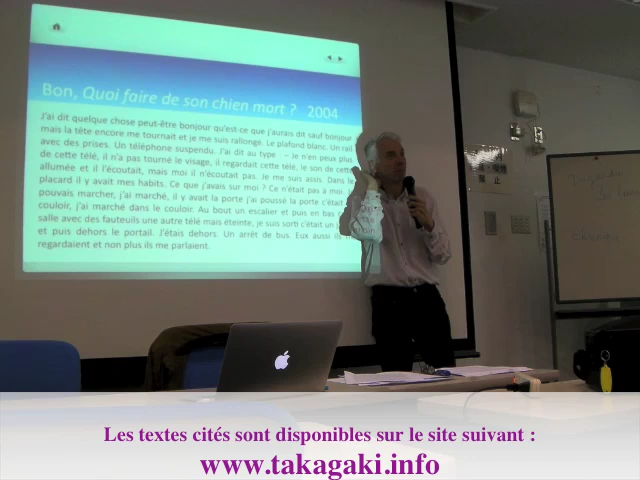 Bon, Quoi faire de son chien mort ? 2004
J'ai dit quelque chose peut-être bonjour qu'est-ce que j'aurais dit sauf bonjour
mais la tête encore me tournait et je me suis rallongé. Le plafond blanc. Un rail
avec des prises. Un téléphone suspendu. J'ai dit au type – Je n'en peux plus
de cette télé, il n'a pas tourné le visage, il regardait cette télé, le son de cette
allumée et il l'écoutait, mais moi il n'écoutait pas. Je me suis assis. Dans le
placard il y avait mes habits. Ce que j'avais sur moi ? Ce n'était pas à moi. Je
pouvais marcher, j'ai marché, il y avait la porte j'ai poussé la porte c'était
couloir, j'ai marché dans le couloir. Au bout un escalier et puis en bas
salle avec des fauteuils une autre télé mais éteinte, je suis sorti c'était un
et puis dehors le portail. J'étais dehors. Un arrêt de bus. Eux aussi ils
regardaient et non plus ils me parlaient.
禁止
Les textes cités sont disponibles sur le site suivant :
www.takagaki.info